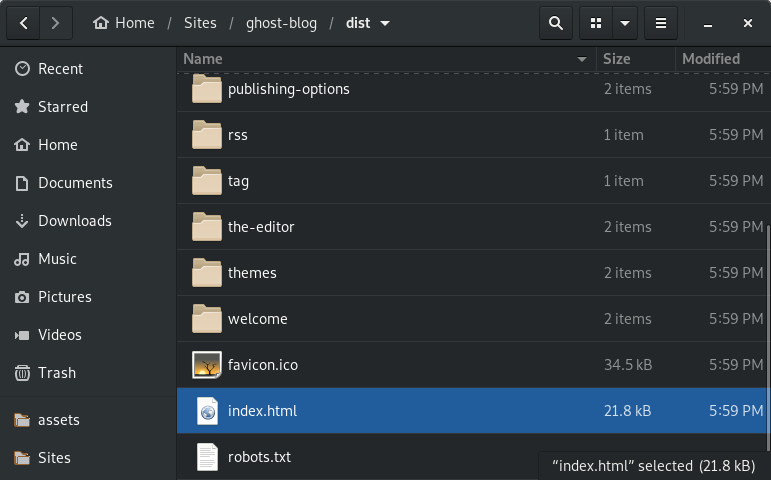 Home / Sites / ghost-blog / dist
Recent
Starred
Home
Documents
Downloads
Music
Pictures
Videos
Trash
assets
Sites
Name Size Modified
publishing-options 2 items 5:59 PM
rss 1 item 5:59 PM
tag 1 item 5:59 PM
the-editor 2 items 5:59 PM
themes 2 items 5:59 PM
welcome 2 items 5:59 PM
favicon.ico 34.5 kB 5:59 PM
index.html 21.8 kB 5:59 PM
robots.txt
“index.html” selected (21.8 kB)